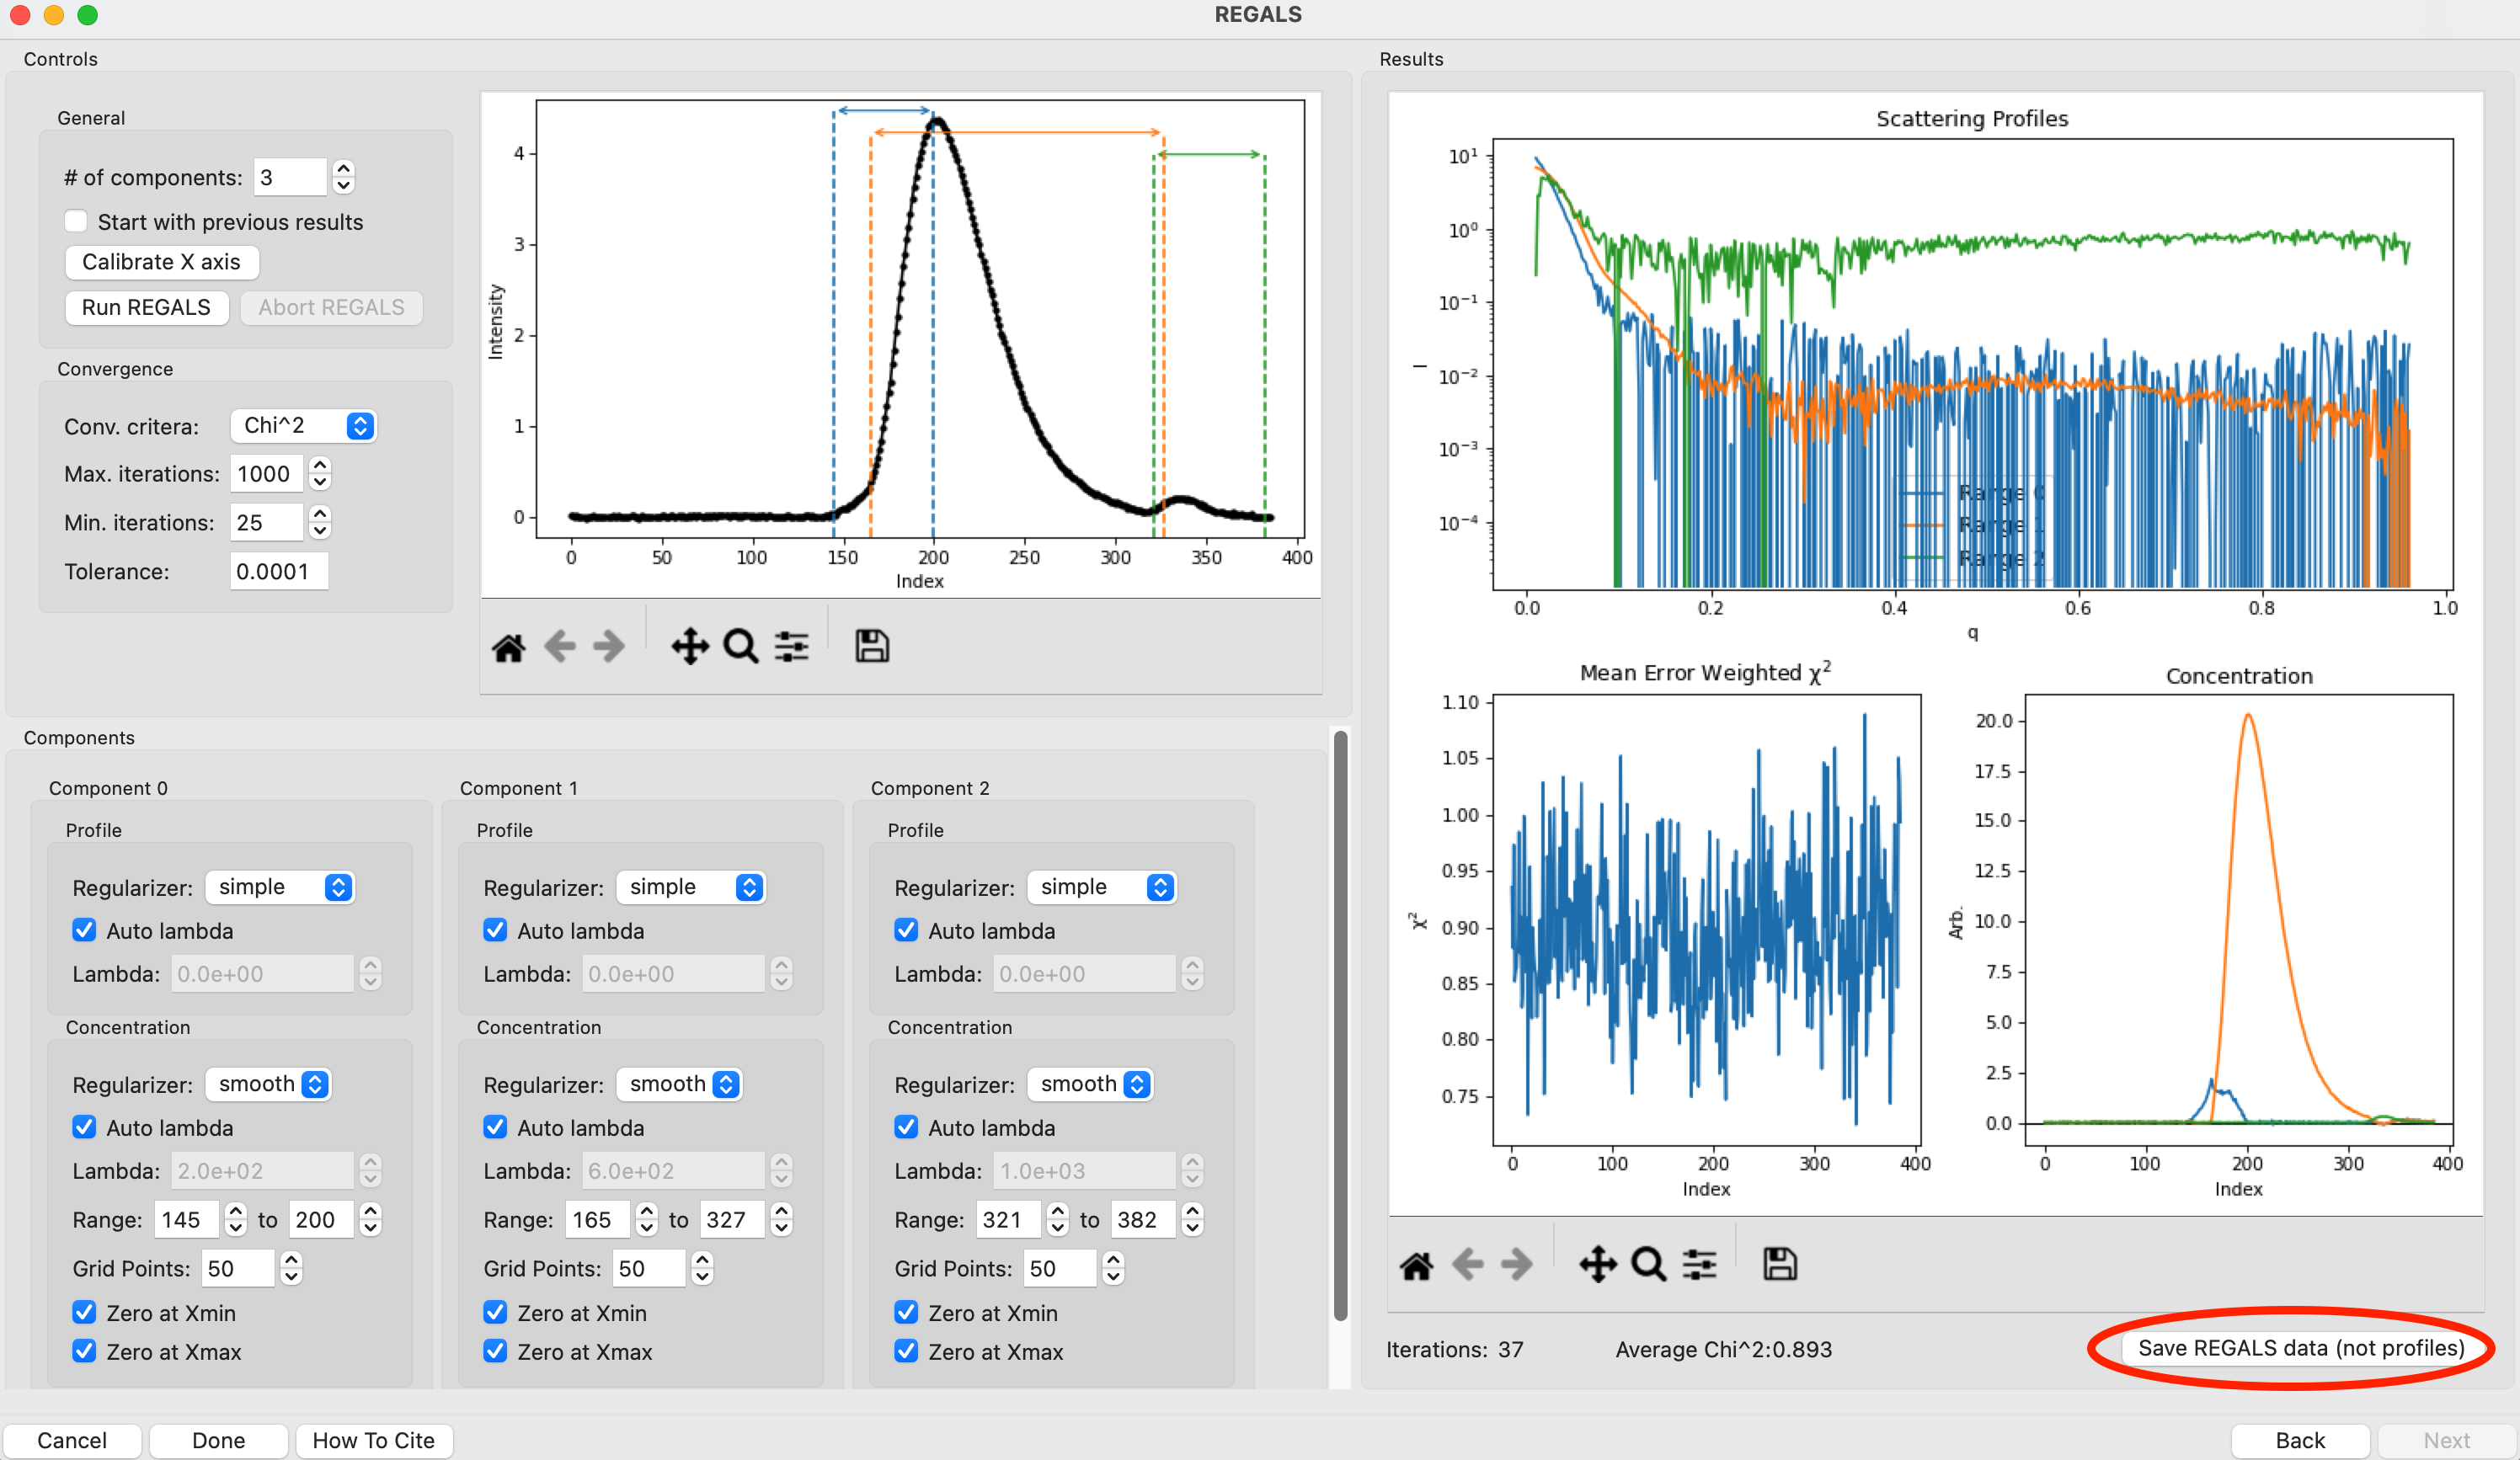 REGALS
Controls
General
# of components: 3
Start with previous results
Calibrate X axis
Run REGALS Abort REGALS
Convergence
Conv. critera: Chi^2
Max. iterations: 1000
Min. iterations: 25
Tolerance: 0.0001
Intensity
4
3
2
1
0
0 50 100 150 200 250 300 350 400
Index
Components
Component 0
Profile
Regularizer: simple
Auto lambda
Lambda: 0.0e+00
Concentration
Regularizer: smooth
Auto lambda
Lambda: 2.0e+02
Range: 145 to 200
Grid Points: 50
Zero at Xmin
Zero at Xmax
Component 1
Profile
Regularizer: simple
Auto lambda
Lambda: 0.0e+00
Concentration
Regularizer: smooth
Auto lambda
Lambda: 6.0e+02
Range: 165 to 327
Grid Points: 50
Zero at Xmin
Zero at Xmax
Component 2
Profile
Regularizer: simple
Auto lambda
Lambda: 0.0e+00
Concentration
Regularizer: smooth
Auto lambda
Lambda: 1.0e+03
Range: 321 to 382
Grid Points: 50
Zero at Xmin
Zero at Xmax
Results
Scattering Profiles
I
10¹
10⁰
10⁻¹
10⁻²
10⁻³
10⁻⁴
Range 0
Range 1
Range 2
0.0 0.2 0.4 0.6 0.8 1.0
q
Mean Error Weighted χ²
χ²
1.10
1.05
1.00
0.95
0.90
0.85
0.80
0.75
0 100 200 300 400
Index
Concentration
Arb.
20.0
17.5
15.0
12.5
10.0
7.5
5.0
2.5
0.0
0 100 200 300 400
Index
Iterations: 37 Average Chi^2:0.893
Save REGALS data (not profiles)
Cancel Done How To Cite Back Next